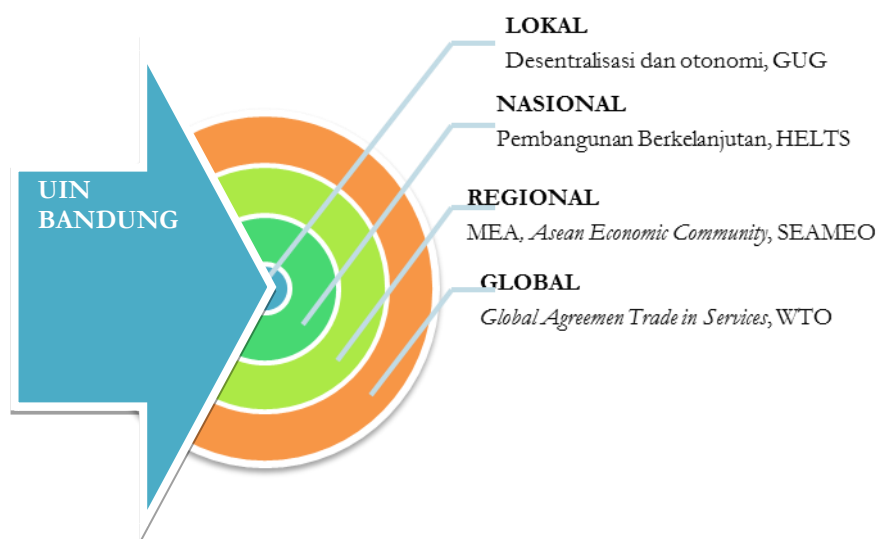 UIN
BANDUNG
LOKAL
Desentralisasi dan otonomi, GUG
NASIONAL
Pembangunan Berkelanjutan, HELTS
REGIONAL
MEA, Asean Economic Community, SEAMEO
GLOBAL
Global Agreemen Trade in Services, WTO